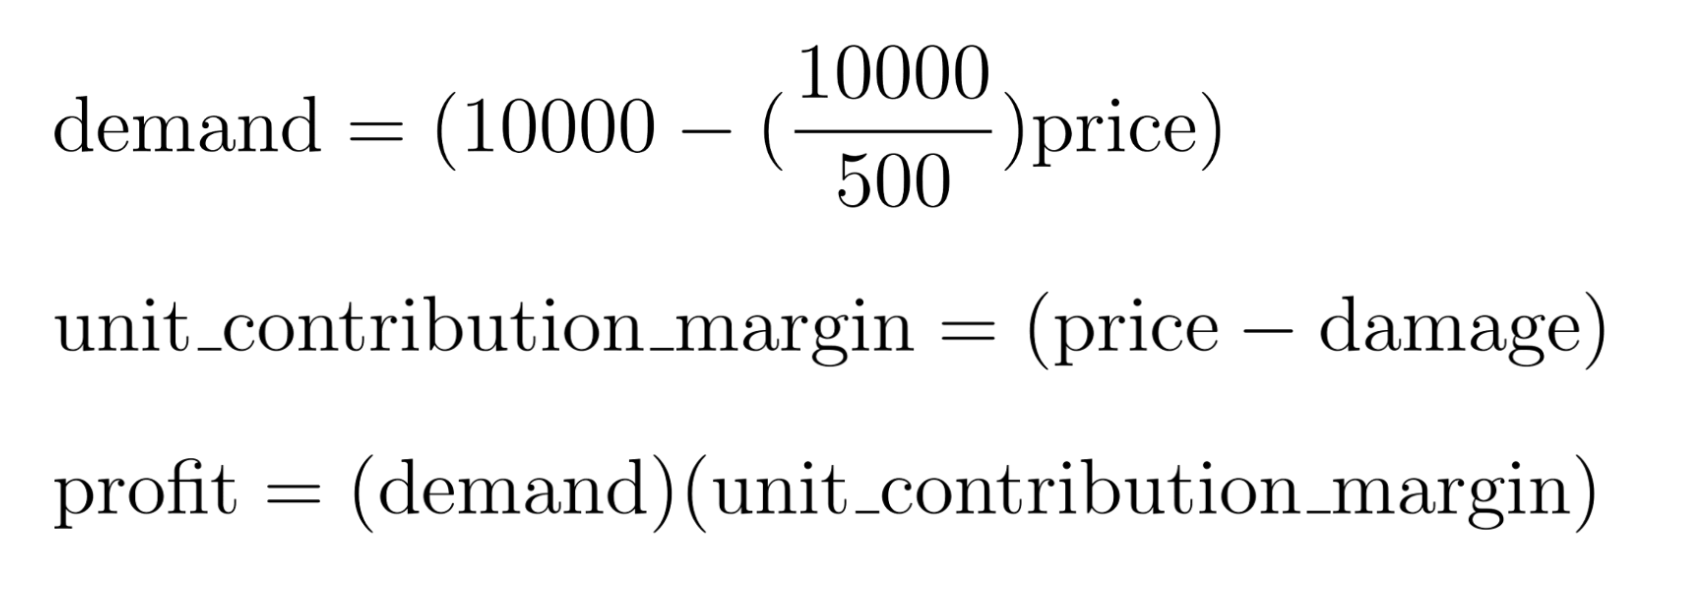 demand = (10000 − (10000/500)price)
unit_contribution_margin = (price − damage)
profit = (demand)(unit_contribution_margin)